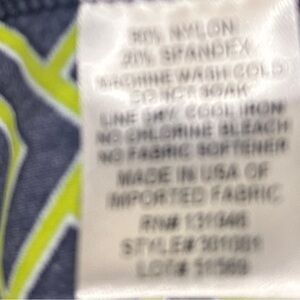 NYLON
20% SPANDEX
MACHINE WASH COLD
DO NOT SOAK
LINE DRY, COOL IRON
NO CHLORINE BLEACH
NO FABRIC SOFTENER
MADE IN USA OF
IMPORTED FABRIC
RN# 131946
STYLE#
LOT#